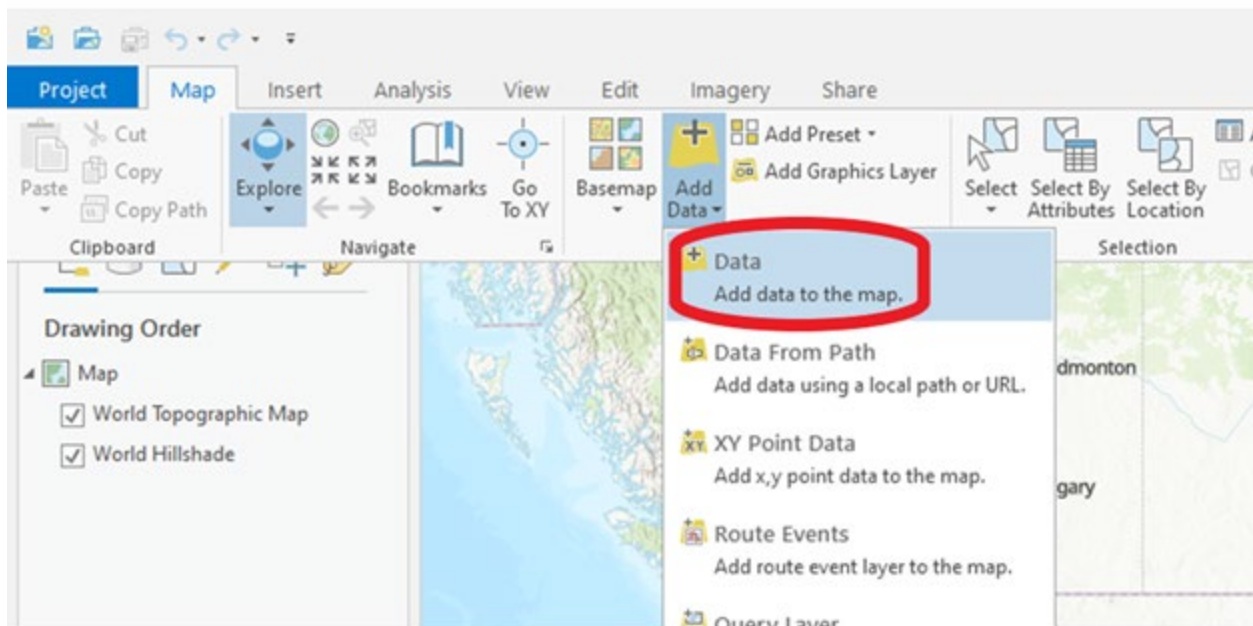 Project Map Insert Analysis View Edit Imagery Share
Cut
Copy
Copy Path
Paste
Clipboard
Explore
Bookmarks
Go
To XY
Navigate
Basemap
Add
Data
Add Preset
Add Graphics Layer
Select
Select By
Attributes
Select By
Location
Selection
Data
Add data to the map.
Data From Path
Add data using a local path or URL.
XY Point Data
Add x,y point data to the map.
Route Events
Add route event layer to the map.
Query Layer
Drawing Order
Map
World Topographic Map
World Hillshade
dmonton
gary